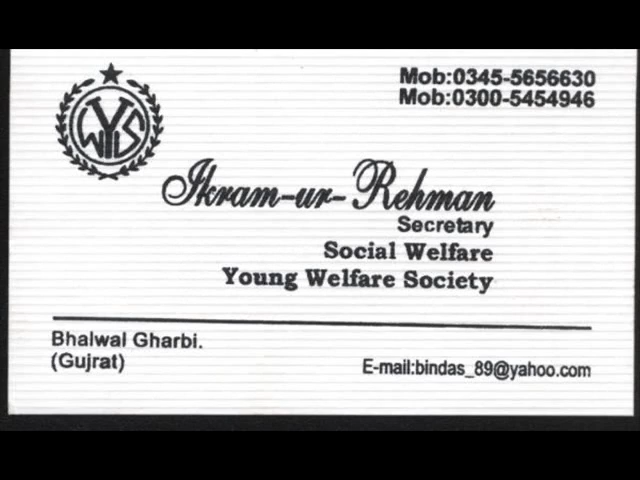 YWS
Mob:0345-5656630
Mob:0300-5454946
Ikram-ur-Rehman
Secretary
Social Welfare
Young Welfare Society
Bhalwal Gharbi.
(Gujrat)
E-mail:bindas_89@yahoo.com